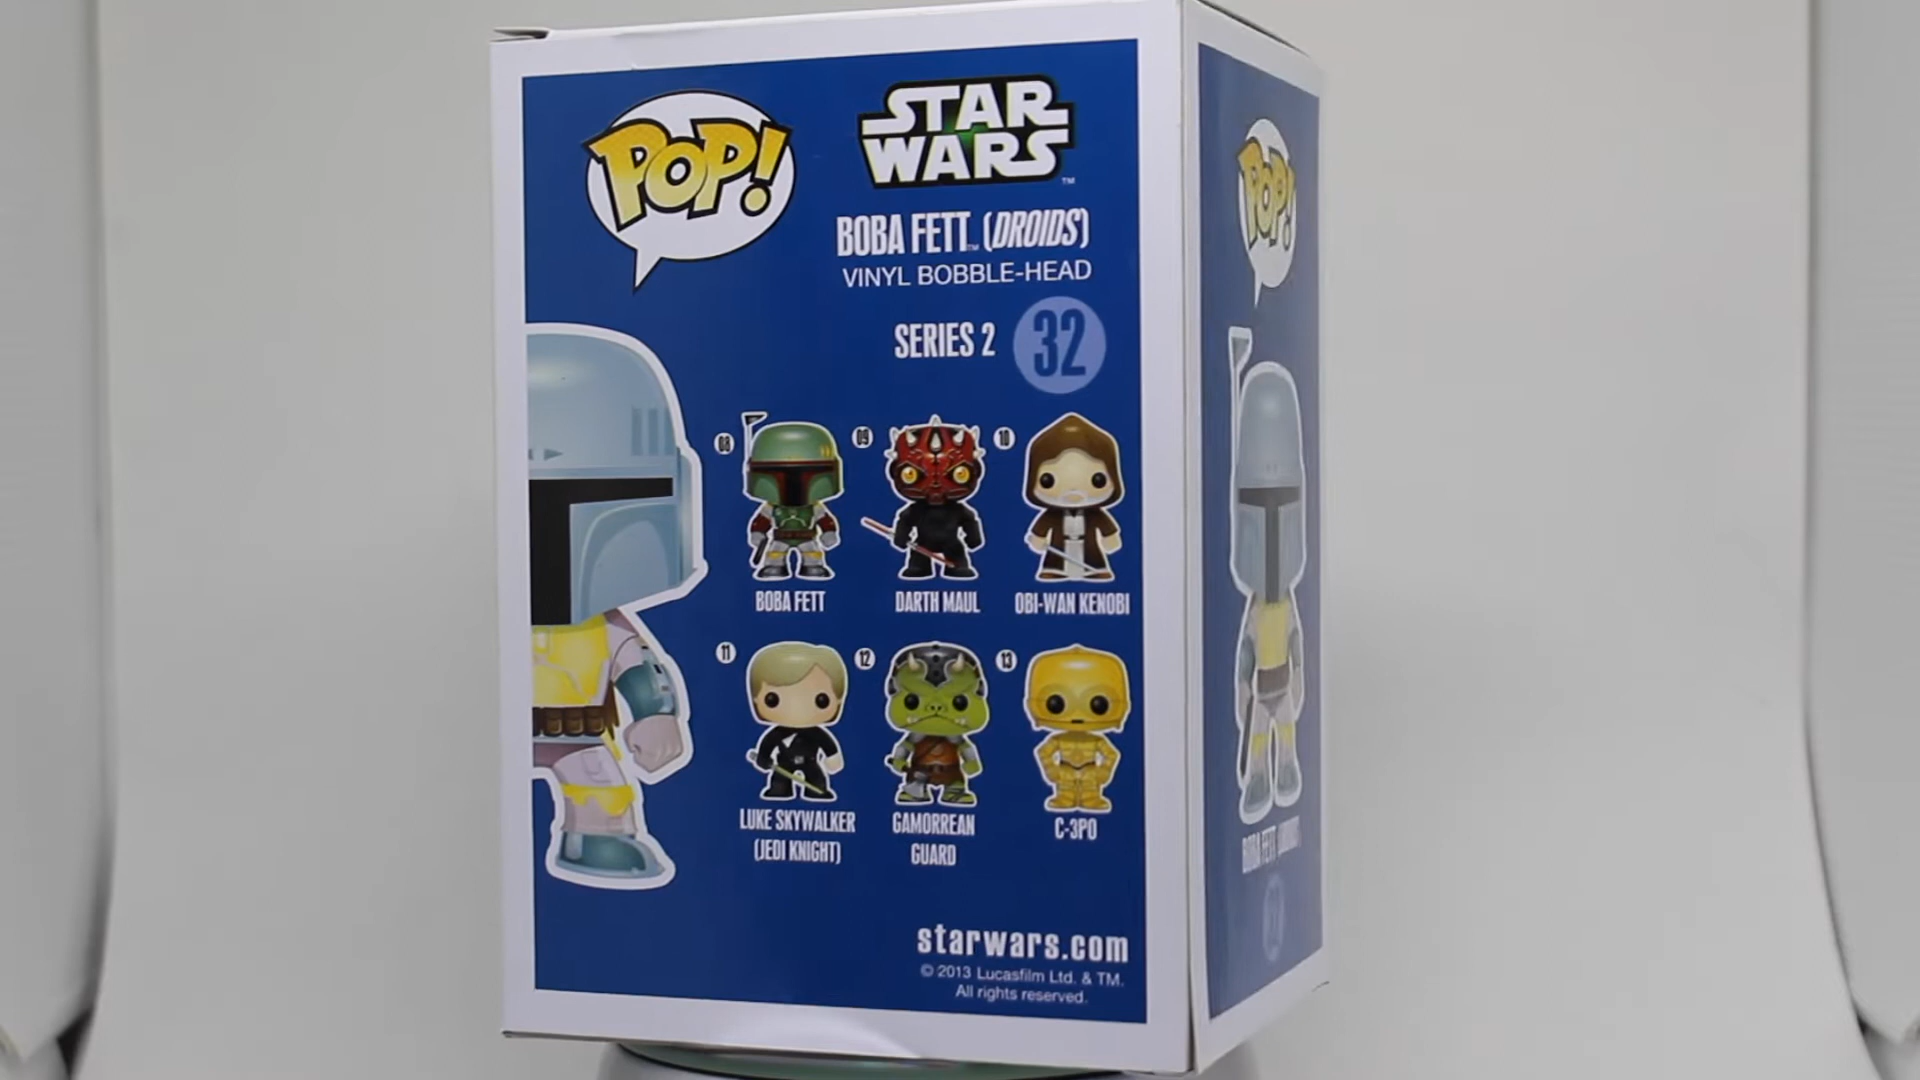 POP!
STAR
WARS
™
BOBA FETT™ (DROIDS)
VINYL BOBBLE-HEAD
SERIES 2
32
08
09
10
BOBA FETT
DARTH MAUL
OBI-WAN KENOBI
11
12
13
LUKE SKYWALKER
(JEDI KNIGHT)
GAMORREAN
GUARD
C-3PO
starwars.com
© 2013 Lucasfilm Ltd. & TM.
All rights reserved.
POP!
BOBA FETT